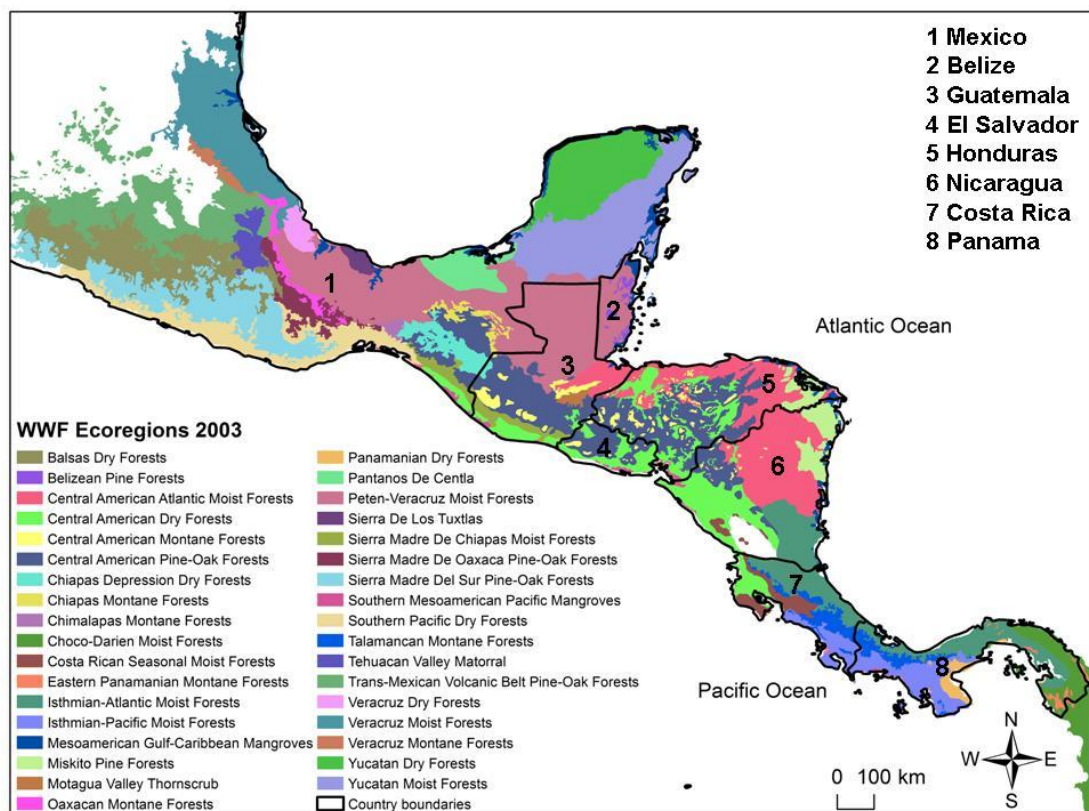 1 Mexico
2 Belize
3 Guatemala
4 El Salvador
5 Honduras
6 Nicaragua
7 Costa Rica
8 Panama
1
2
Atlantic Ocean
3
5
4
6
7
8
Pacific Ocean
WWF Ecoregions 2003
Balsas Dry Forests
Belizean Pine Forests
Central American Atlantic Moist Forests
Central American Dry Forests
Central American Montane Forests
Central American Pine-Oak Forests
Chiapas Depression Dry Forests
Chiapas Montane Forests
Chimalapas Montane Forests
Choco-Darien Moist Forests
Costa Rican Seasonal Moist Forests
Eastern Panamanian Montane Forests
Isthmian-Atlantic Moist Forests
Isthmian-Pacific Moist Forests
Mesoamerican Gulf-Caribbean Mangroves
Miskito Pine Forests
Motagua Valley Thornscrub
Oaxacan Montane Forests
Panamanian Dry Forests
Pantanos De Centla
Peten-Veracruz Moist Forests
Sierra De Los Tuxtlas
Sierra Madre De Chiapas Moist Forests
Sierra Madre De Oaxaca Pine-Oak Forests
Sierra Madre Del Sur Pine-Oak Forests
Southern Mesoamerican Pacific Mangroves
Southern Pacific Dry Forests
Talamancan Montane Forests
Tehuacan Valley Matorral
Trans-Mexican Volcanic Belt Pine-Oak Forests
Veracruz Dry Forests
Veracruz Moist Forests
Veracruz Montane Forests
Yucatan Dry Forests
Yucatan Moist Forests
Country boundaries
N
W E
S
0 100 km